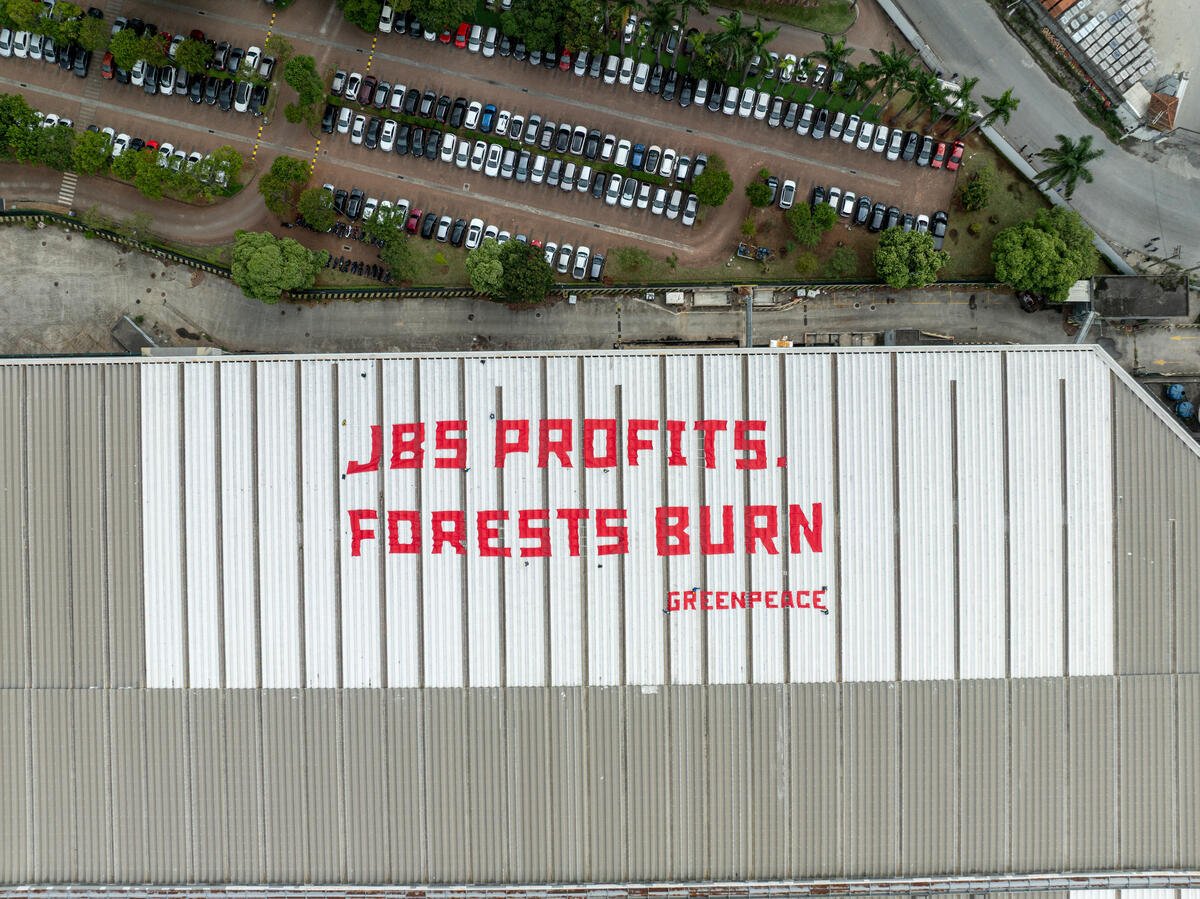 JBS PROFITS.
FORESTS BURN
GREENPEACE